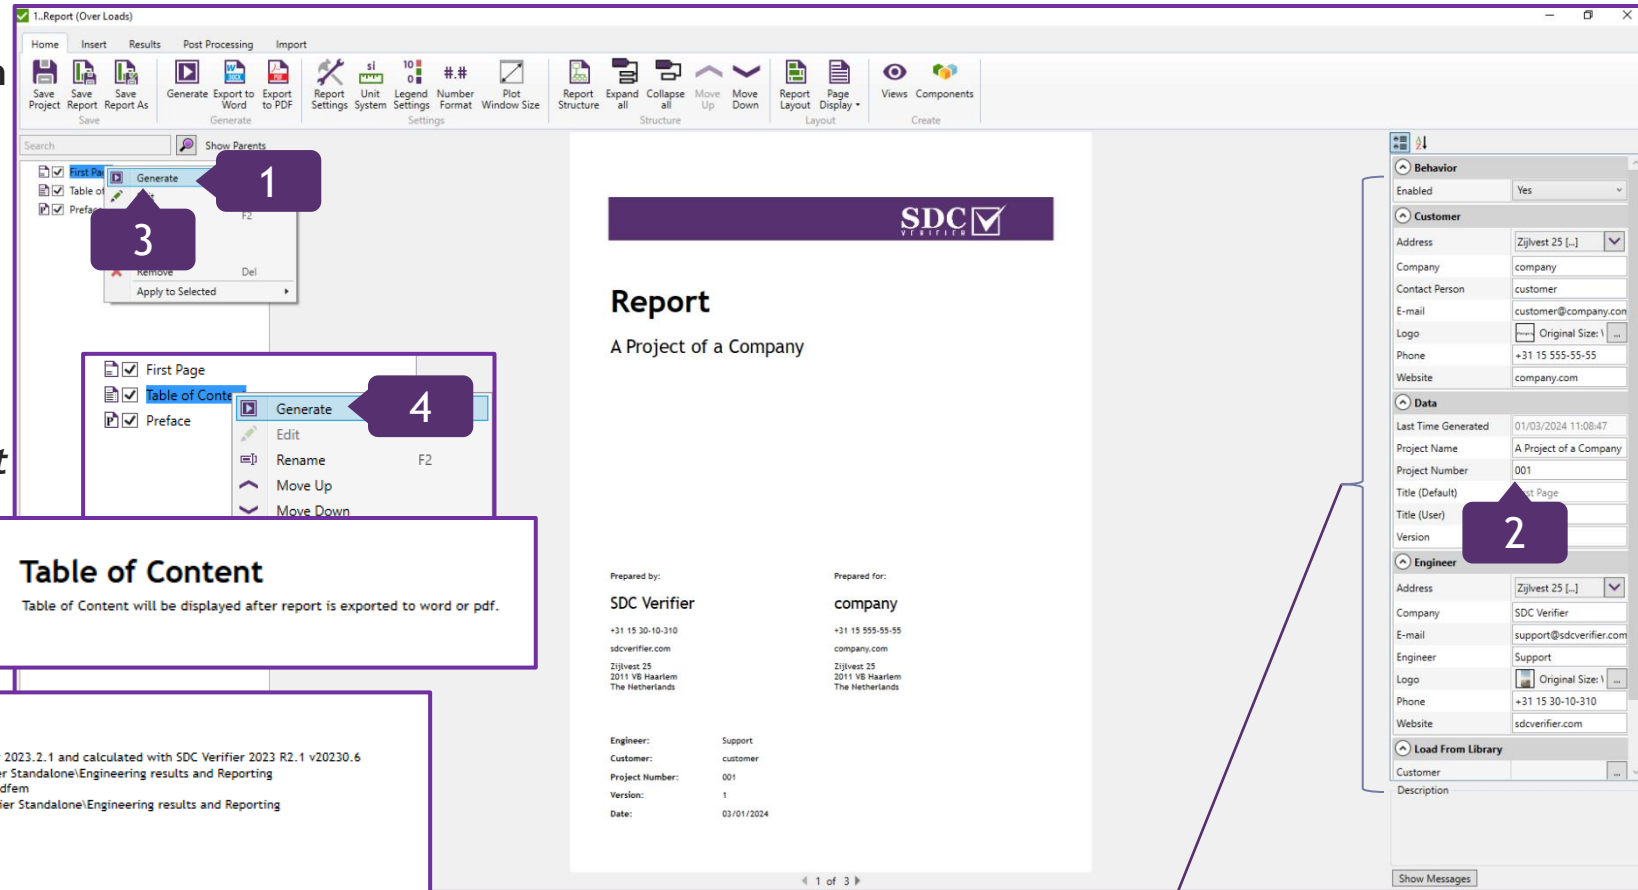 1..Report (Over Loads)
Home Insert Results Post Processing Import
Save Project Save Report Save Report As Generate Export to Word Export to PDF Report Settings Unit System Legend Settings Number Format Plot Window Size Report Structure Expand all Collapse all Move Up Move Down Report Layout Page Display Views Components
Save Generate Settings Structure Layout Create
Search Show Parents
First Pa
Generate
1
Table of
Preface
F2
3
Remove Del
Apply to Selected
First Page
Table of Conte
Generate
4
Preface
Edit
Rename F2
Move Up
Move Down
t
Table of Content
Table of Content will be displayed after report is exported to word or pdf.
2023.2.1 and calculated with SDC Verifier 2023 R2.1 v20230.6
er Standalone\Engineering results and Reporting
dfem
ier Standalone\Engineering results and Reporting
SDC
VERIFIER
Report
A Project of a Company
Prepared by: Prepared for:
SDC Verifier company
+31 15 30-10-310 +31 15 555-55-55
sdcverifier.com company.com
Zijlvest 25 Zijlvest 25
2011 VB Haarlem 2011 VB Haarlem
The Netherlands The Netherlands
Engineer: Support
Customer: customer
Project Number: 001
Version: 1
Date: 03/01/2024
1 of 3
Behavior
Enabled Yes
Customer
Address Zijlvest 25 [...]
Company company
Contact Person customer
E-mail customer@company.com
Logo Original Size: \ ...
Phone +31 15 555-55-55
Website company.com
Data
Last Time Generated 01/03/2024 11:08:47
Project Name A Project of a Company
Project Number 001
Title (Default) st Page
Title (User)
2
Version
Engineer
Address Zijlvest 25 [...]
Company SDC Verifier
E-mail support@sdcverifier.com
Engineer Support
Logo Original Size: \ ...
Phone +31 15 30-10-310
Website sdcverifier.com
Load From Library
Customer ...
Description
Show Messages